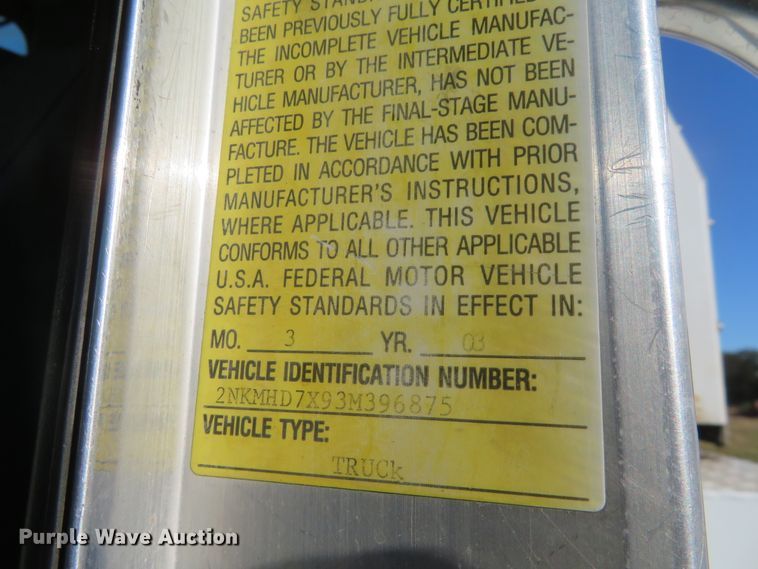 SAFETY STANDAR
BEEN PREVIOUSLY FULLY CERTIFIED
THE INCOMPLETE VEHICLE MANUFAC-
TURER OR BY THE INTERMEDIATE VE-
HICLE MANUFACTURER, HAS NOT BEEN
AFFECTED BY THE FINAL-STAGE MANU-
FACTURE. THE VEHICLE HAS BEEN COM-
PLETED IN ACCORDANCE WITH PRIOR
MANUFACTURER'S INSTRUCTIONS,
WHERE APPLICABLE. THIS VEHICLE
CONFORMS TO ALL OTHER APPLICABLE
U.S.A. FEDERAL MOTOR VEHICLE
SAFETY STANDARDS IN EFFECT IN:
MO. 3 YR. 03
VEHICLE IDENTIFICATION NUMBER:
2NKMHD7X93M396875
VEHICLE TYPE:
TRUCK
Purple Wave Auction